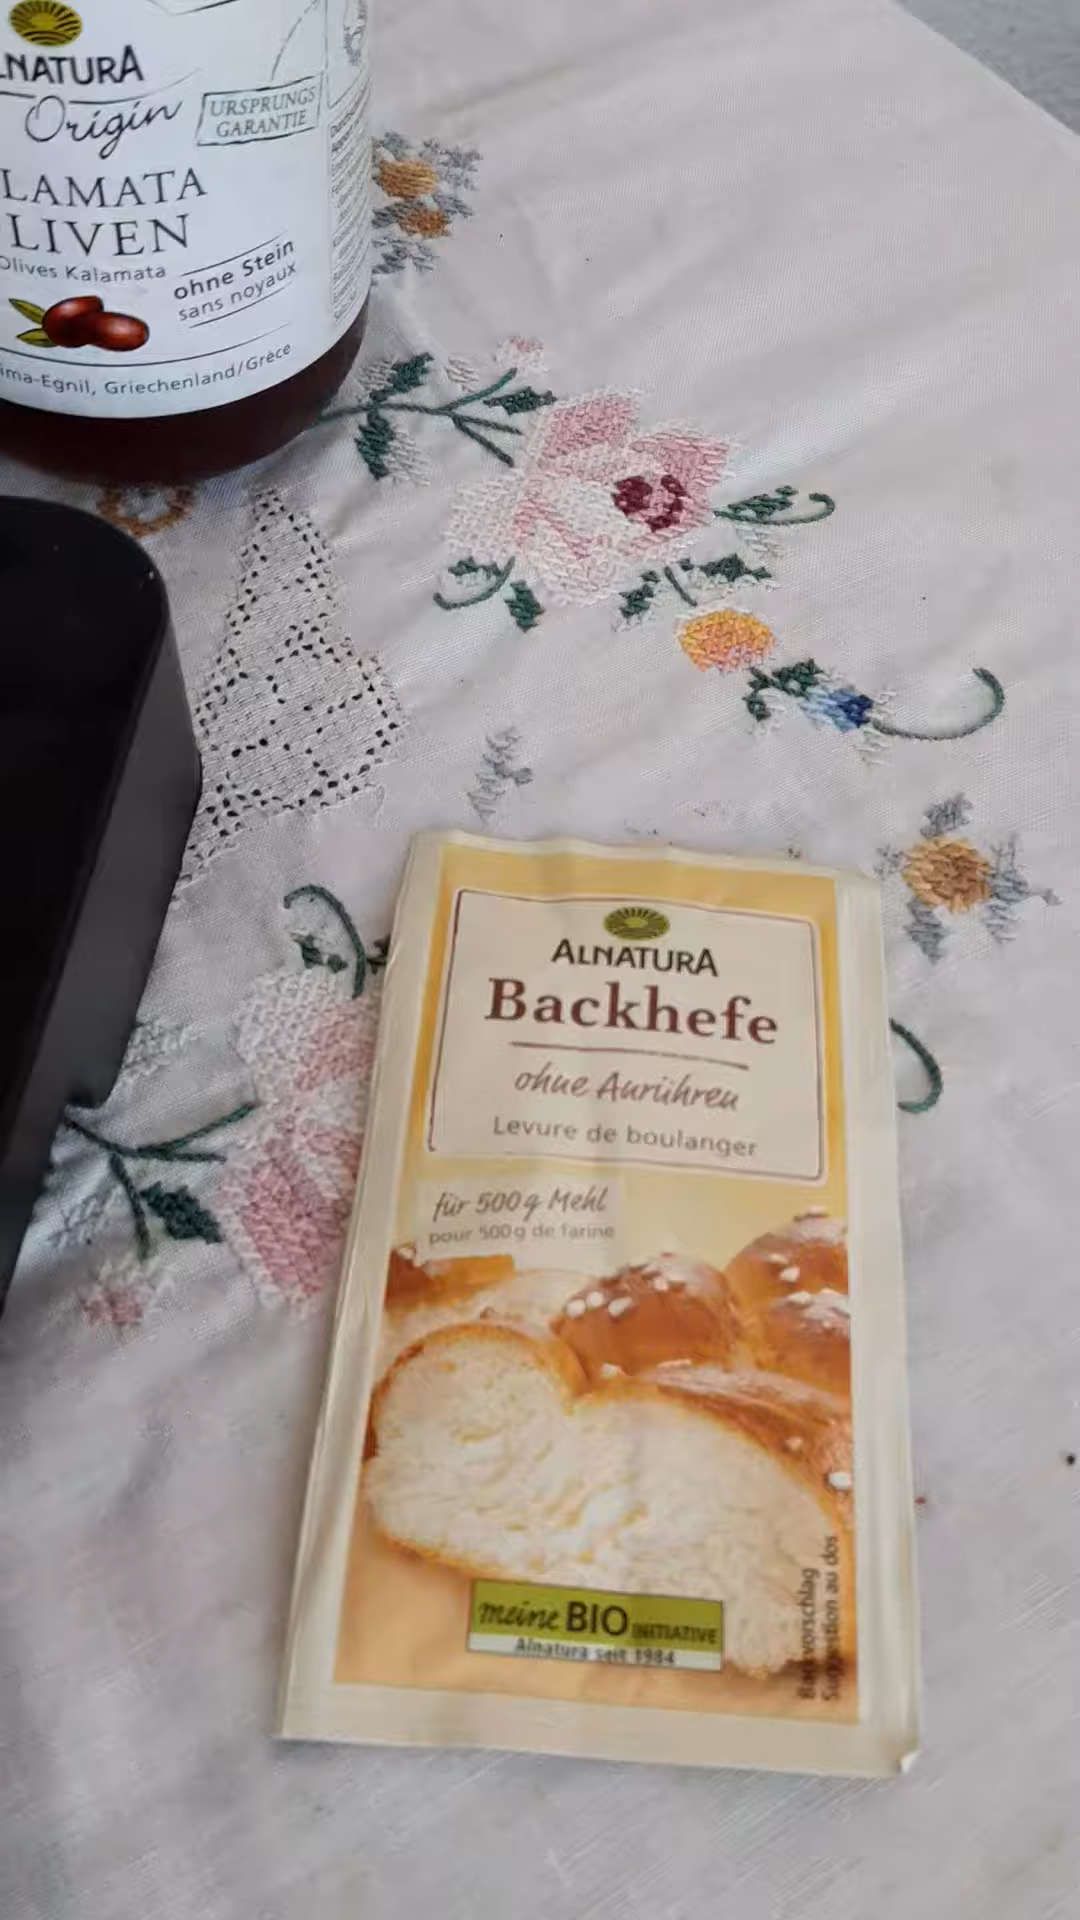 ALNATURA
Origin
URSPRUNGS
GARANTIE
LAMATA
LIVEN
Olives Kalamata
ohne Stein
sans noyaux
ima-Egnil, Griechenland/Grèce
ALNATURA
Backhefe
ohne Anrühren
Levure de boulanger
für 500g Mehl
pour 500g de farine
meine BIO INITIATIVE
Alnatura seit 1984
Backvorschlag
Suggestion au dos